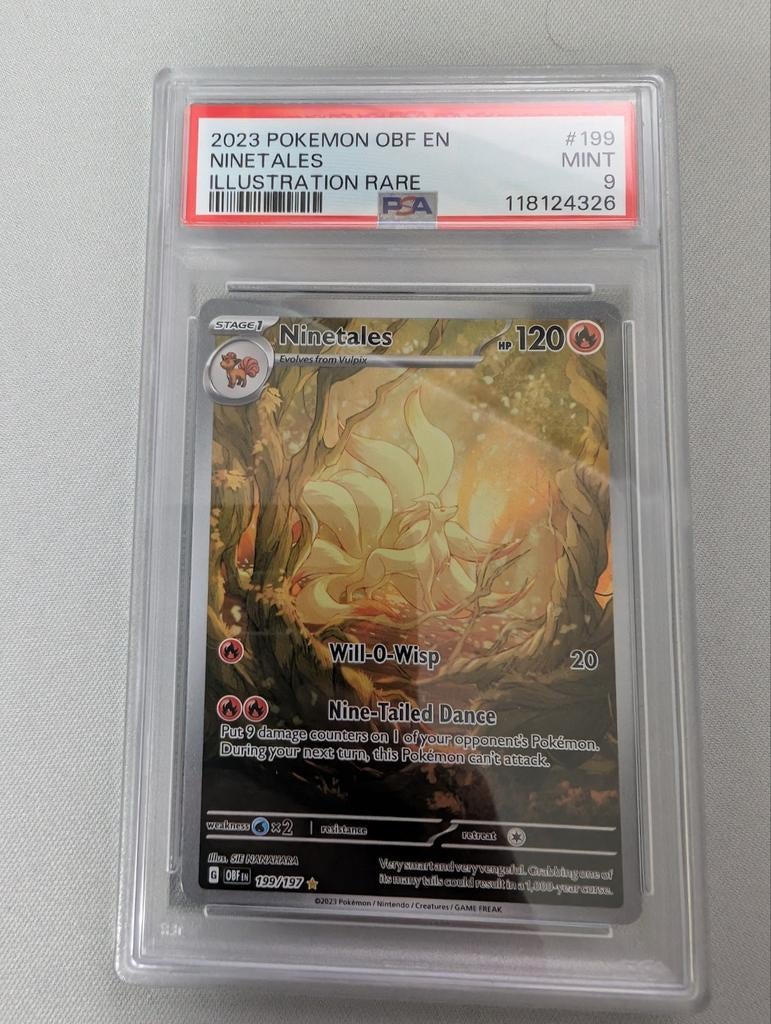 2023 POKEMON OBF EN #199
NINETALES MINT
ILLUSTRATION RARE 9
PSA 118124326
STAGE 1 Ninetales HP 120
Evolves from Vulpix
Will-O-Wisp 20
Nine-Tailed Dance
Put 9 damage counters on 1 of your opponent's Pokémon.
During your next turn, this Pokémon can't attack.
weakness ×2 resistance retreat
Illus. SIE NANAHARA
Very smart and very vengeful. Grabbing one of
its many tails could result in a 1,000-year curse.
G OBF EN 199/197
©2023 Pokémon / Nintendo / Creatures / GAME FREAK